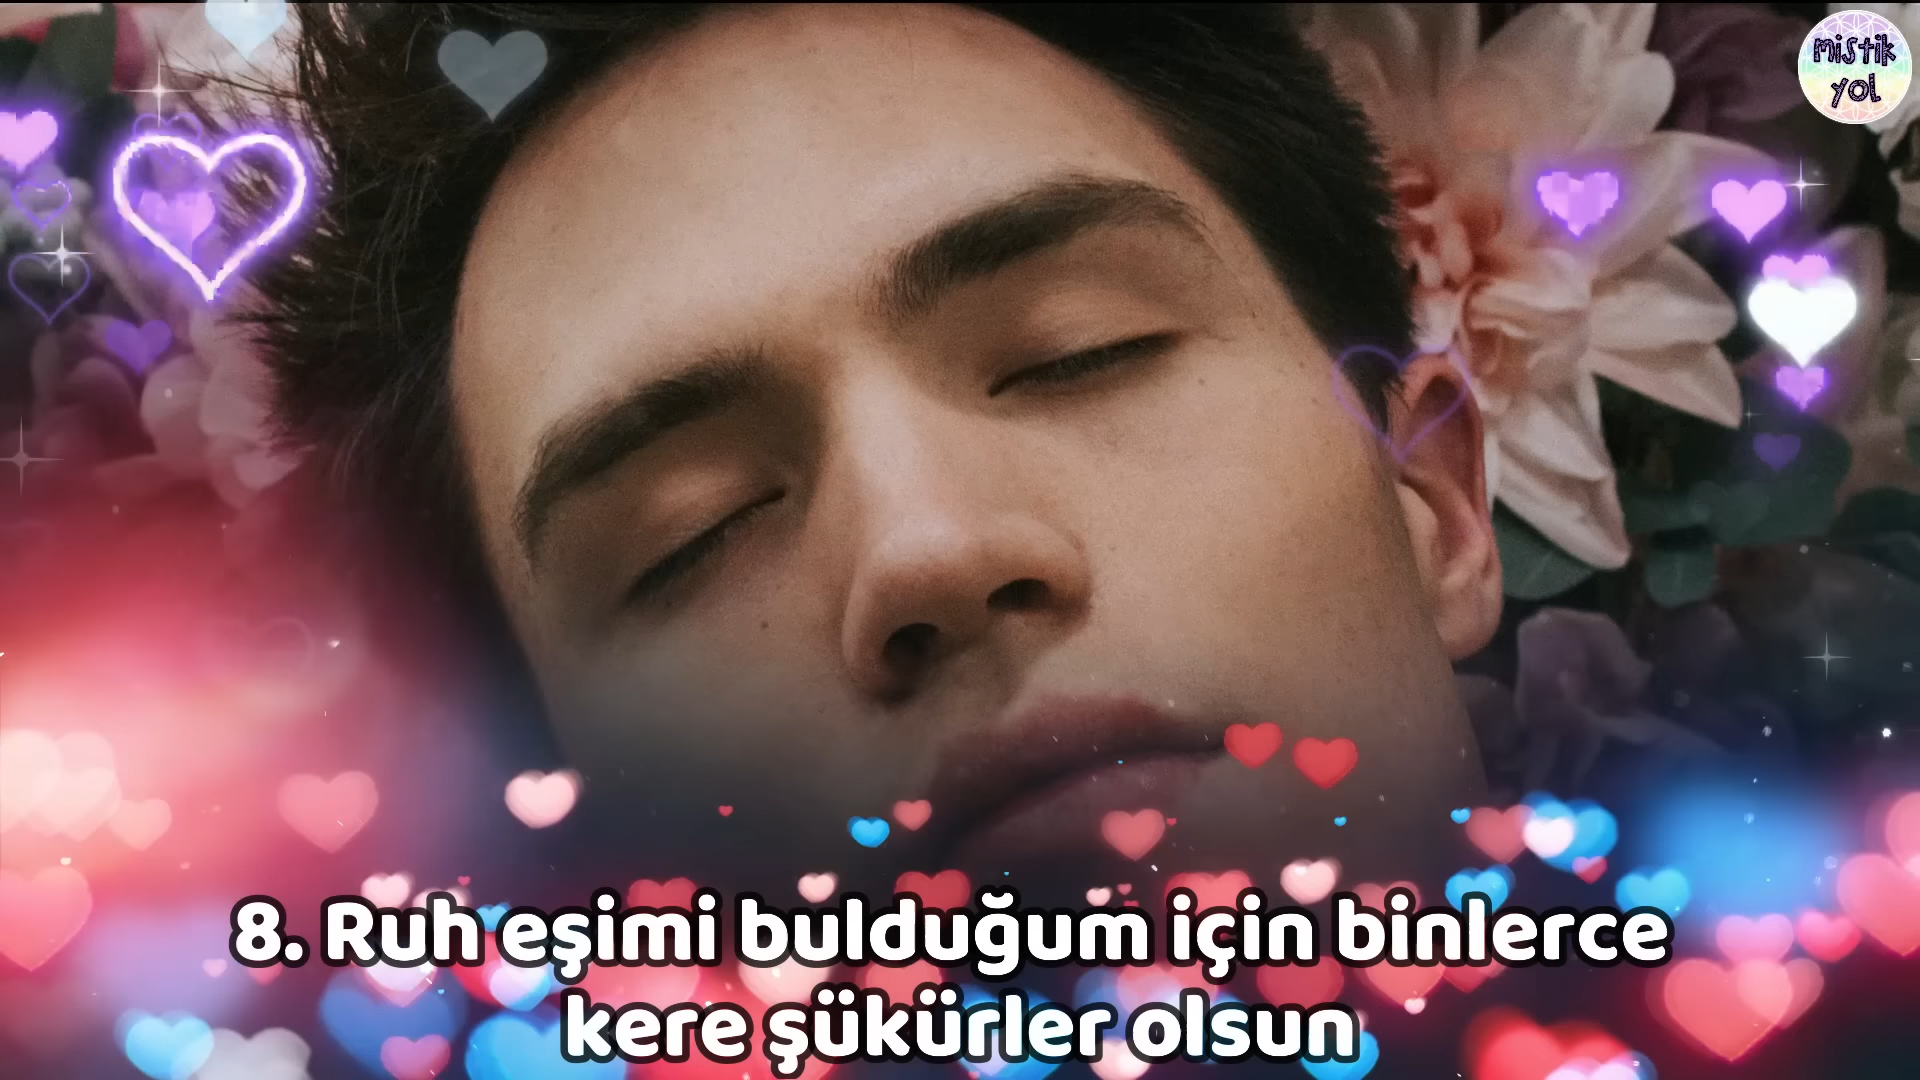 mistik
yol
8. Ruh eşimi bulduğum için binlerce
kere şükürler olsun